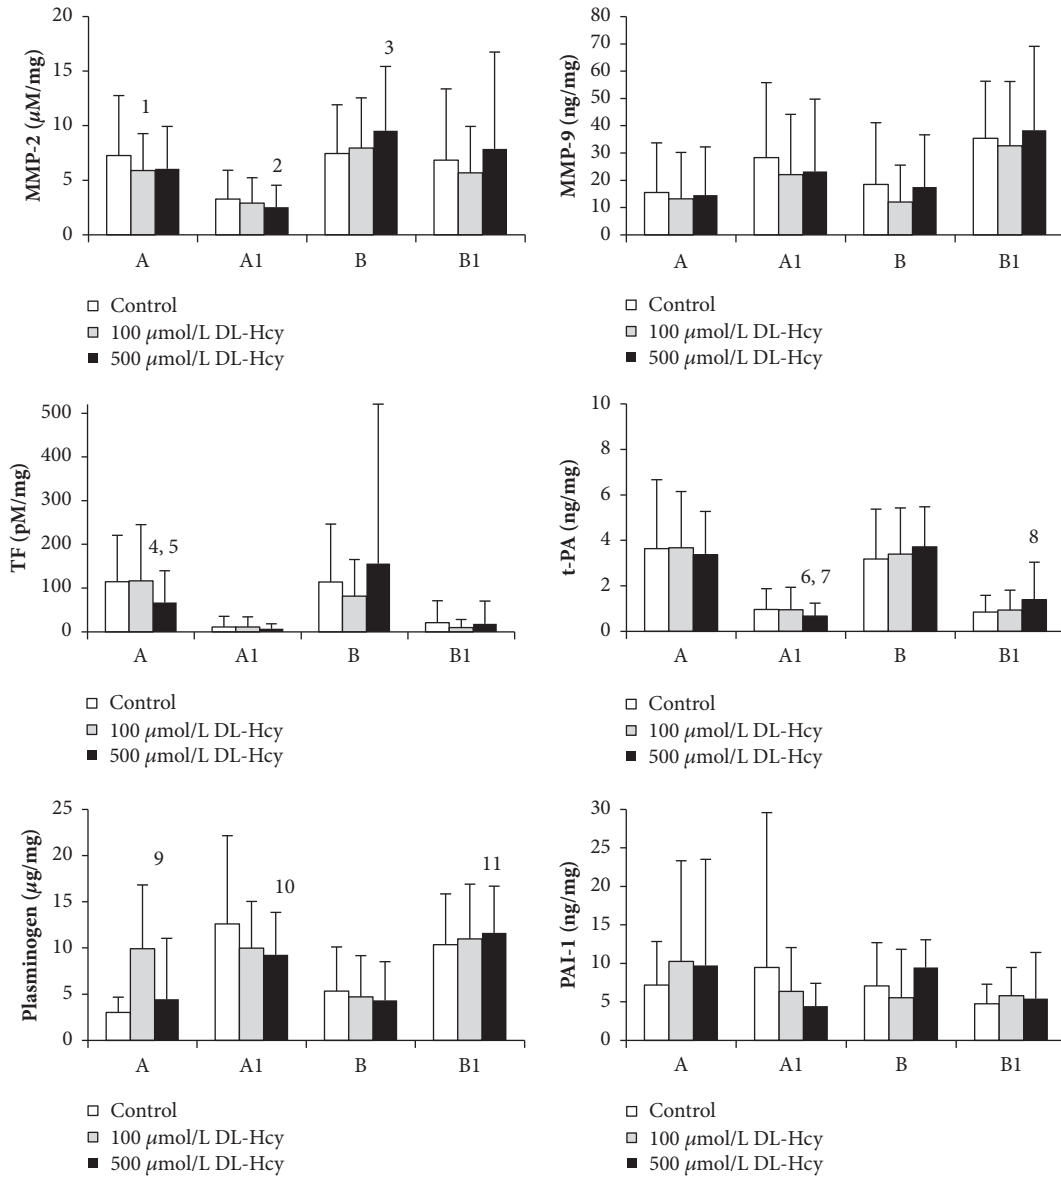 MMP-2 (μM/mg)
20
15
10
5
0
1
2
3
A A1 B B1
Control
100 μmol/L DL-Hcy
500 μmol/L DL-Hcy
MMP-9 (ng/mg)
80
70
60
50
40
30
20
10
0
A A1 B B1
Control
100 μmol/L DL-Hcy
500 μmol/L DL-Hcy
TF (pM/mg)
500
400
300
200
100
0
4, 5
A A1 B B1
Control
100 μmol/L DL-Hcy
500 μmol/L DL-Hcy
t-PA (ng/mg)
10
8
6
4
2
0
6, 7
8
A A1 B B1
Control
100 μmol/L DL-Hcy
500 μmol/L DL-Hcy
Plasminogen (μg/mg)
25
20
15
10
5
0
9
10
11
A A1 B B1
Control
100 μmol/L DL-Hcy
500 μmol/L DL-Hcy
PAI-1 (ng/mg)
30
25
20
15
10
5
0
A A1 B B1
Control
100 μmol/L DL-Hcy
500 μmol/L DL-Hcy